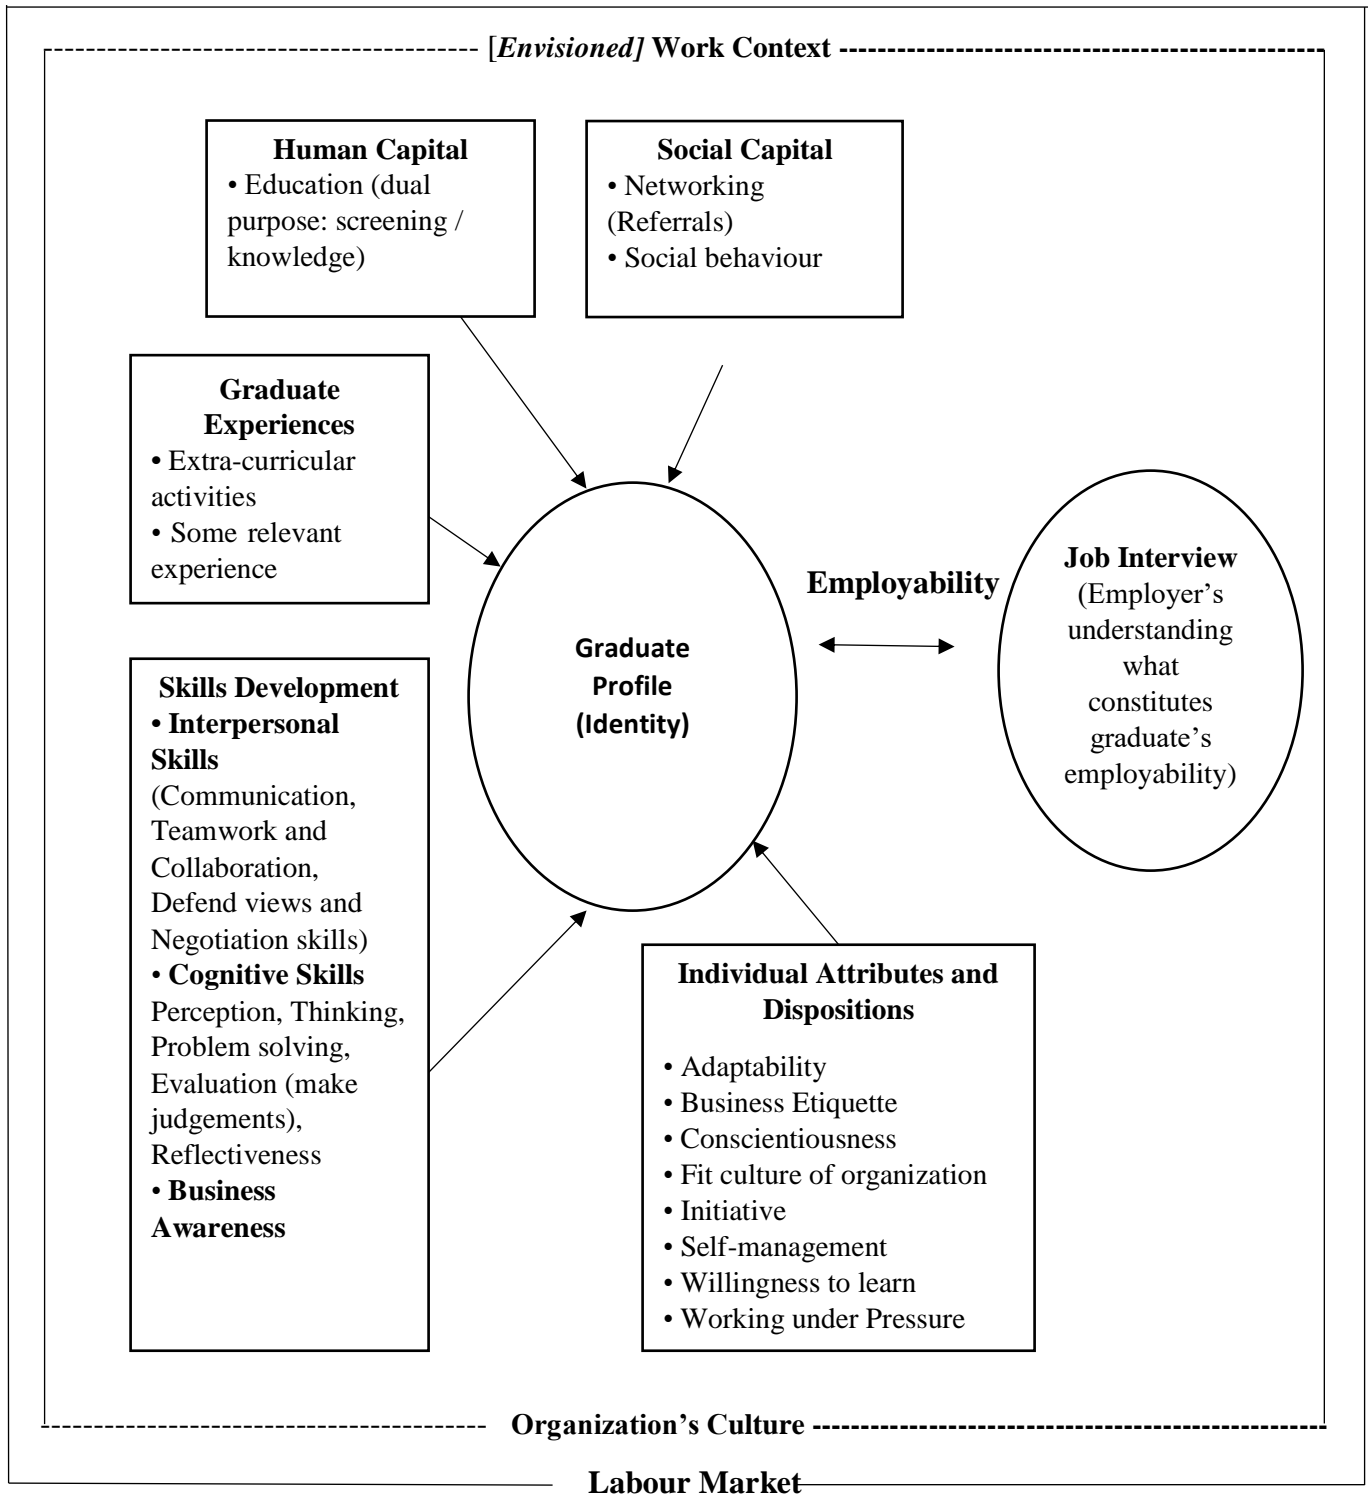 [Envisioned] Work Context
Human Capital
• Education (dual
purpose: screening /
knowledge)
Social Capital
• Networking
(Referrals)
• Social behaviour
Graduate
Experiences
• Extra-curricular
activities
• Some relevant
experience
Skills Development
• Interpersonal
Skills
(Communication,
Teamwork and
Collaboration,
Defend views and
Negotiation skills)
• Cognitive Skills
Perception, Thinking,
Problem solving,
Evaluation (make
judgements),
Reflectiveness
• Business
Awareness
Graduate
Profile
(Identity)
Employability
Job Interview
(Employer’s
understanding
what
constitutes
graduate’s
employability)
Individual Attributes and
Dispositions
• Adaptability
• Business Etiquette
• Conscientiousness
• Fit culture of organization
• Initiative
• Self-management
• Willingness to learn
• Working under Pressure
Organization’s Culture
Labour Market